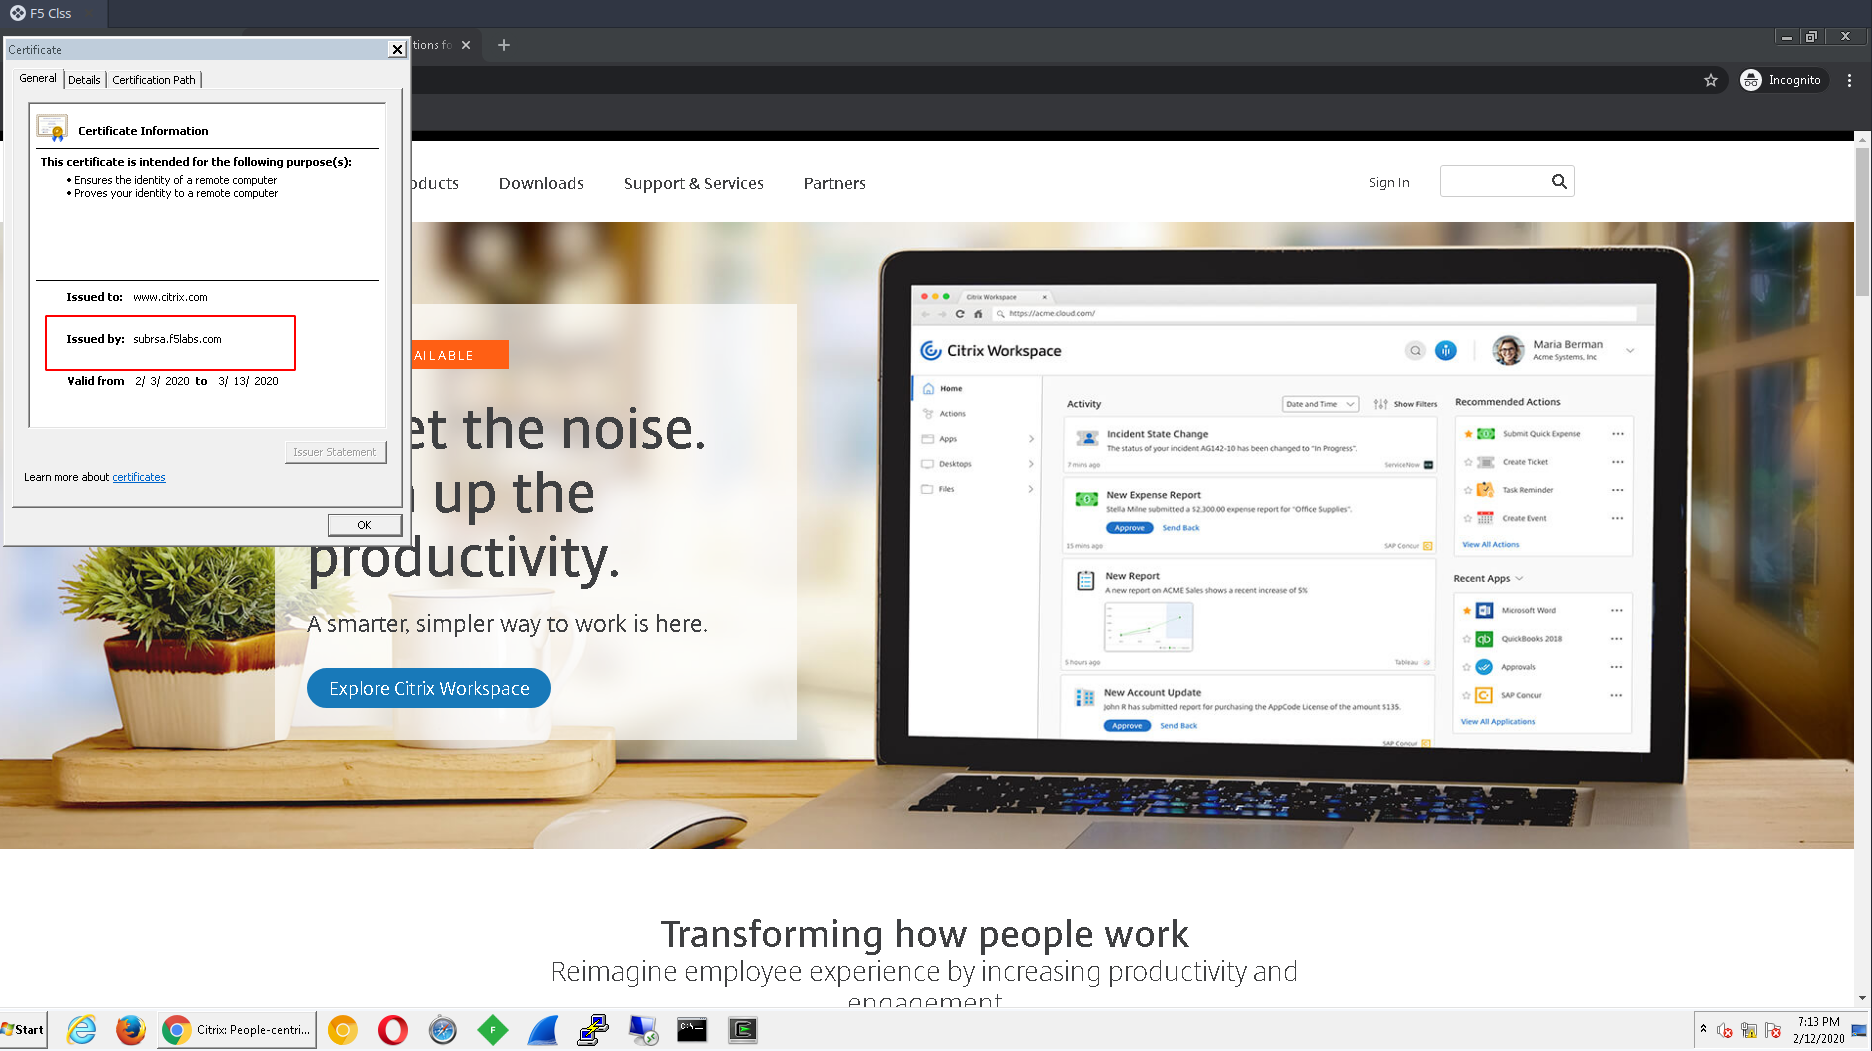 F5 Clss
Certificate
tions fo
General
Details
Certification Path
Incognito
Certificate Information
This certificate is intended for the following purpose(s):
• Ensures the identity of a remote computer
• Proves your identity to a remote computer
Issued to: www.citrix.com
Issued by: subrsa.f5labs.com
Valid from 2/ 3/ 2020 to 3/ 13/ 2020
Issuer Statement
Learn more about certificates
OK
oducts
Downloads
Support & Services
Partners
Sign In
AILABLE
et the noise.
up the
productivity.
A smarter, simpler way to work is here.
Explore Citrix Workspace
Citrix Workspace
https://acme.cloud.com/
Citrix Workspace
Maria Berman
Acme Systems, Inc
Home
Actions
Apps
Desktops
Files
Activity
Date and Time
Show Filters
Incident State Change
The status of your incident AG142-10 has been changed to "In Progress".
7 mins ago
ServiceNow
New Expense Report
Stella Milne submitted a $2,300.00 expense report for "Office Supplies".
Approve
Send Back
15 mins ago
SAP Concur
New Report
A new report on ACME Sales shows a recent increase of 5%
5 hours ago
Tableau
New Account Update
John R has submitted report for purchasing the AppCode License of the amount $135.
Approve
Send Back
SAP Concur
Recommended Actions
Submit Quick Expense
Create Ticket
Task Reminder
Create Event
View All Actions
Recent Apps
Microsoft Word
QuickBooks 2018
Approvals
SAP Concur
View All Applications
Transforming how people work
Reimagine employee experience by increasing productivity and
engagement
Start
Citrix: People-centri...
7:13 PM
2/12/2020